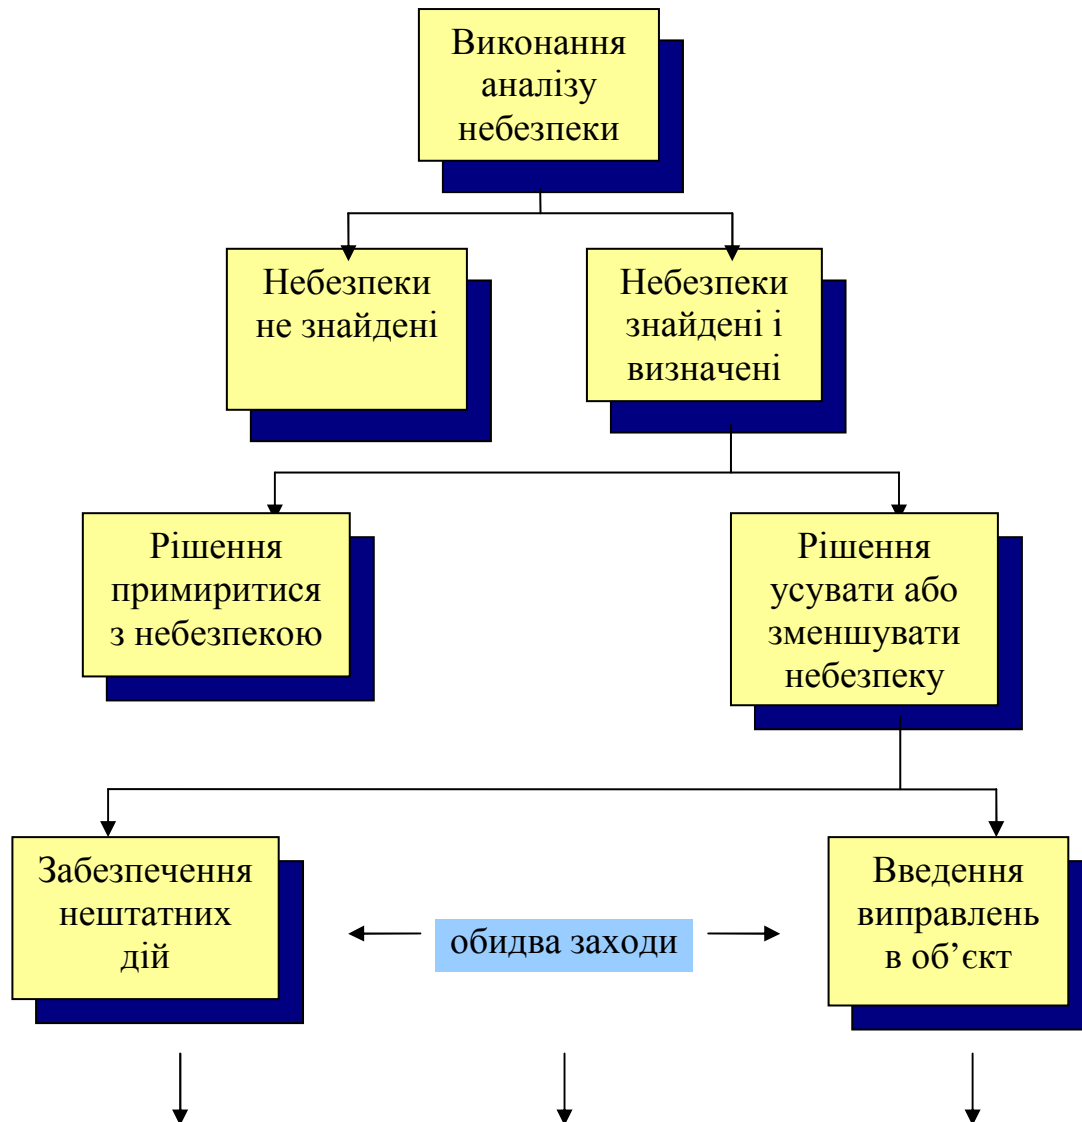 Виконання
аналізу
небезпеки
Небезпеки
не знайдені
Небезпеки
знайдені і
визначені
Рішення
примиритися
з небезпекою
Рішення
усувати або
зменшувати
небезпеку
Забезпечення
нештатних
дій
обидва заходи
Введення
виправлень
в об’єкт